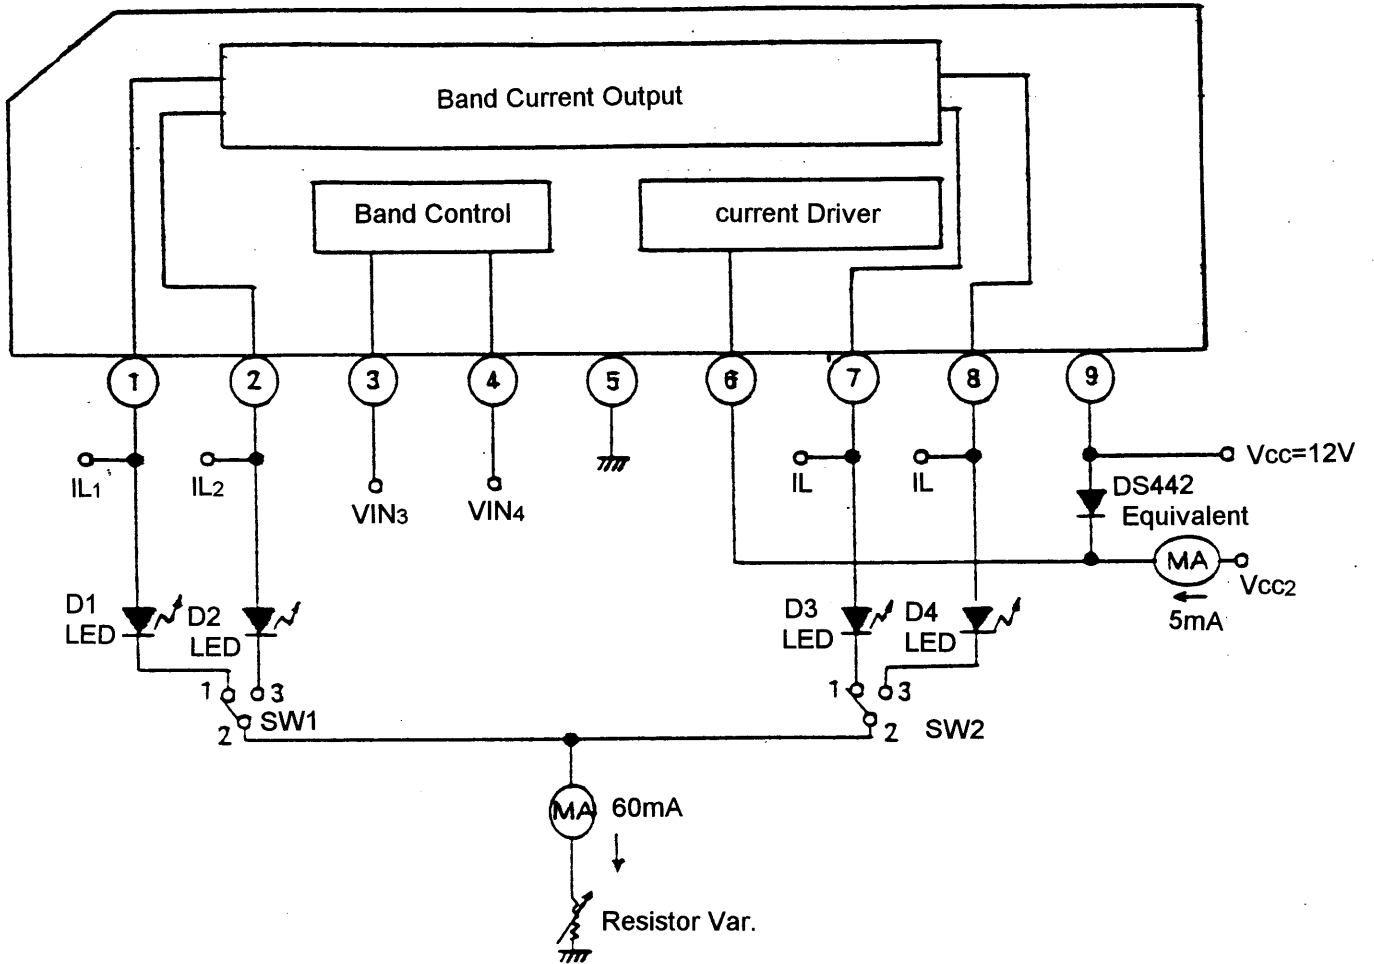 Band Current Output
Band Control
current Driver
1 2 3 4 5 6 7 8 9
IL1
IL2
VIN3
VIN4
IL
IL
Vcc=12V
DS442
Equivalent
MA
Vcc2
5mA
D1
LED
D2
LED
D3
LED
D4
LED
1 3
SW1
2
1 3
2 SW2
MA 60mA
Resistor Var.